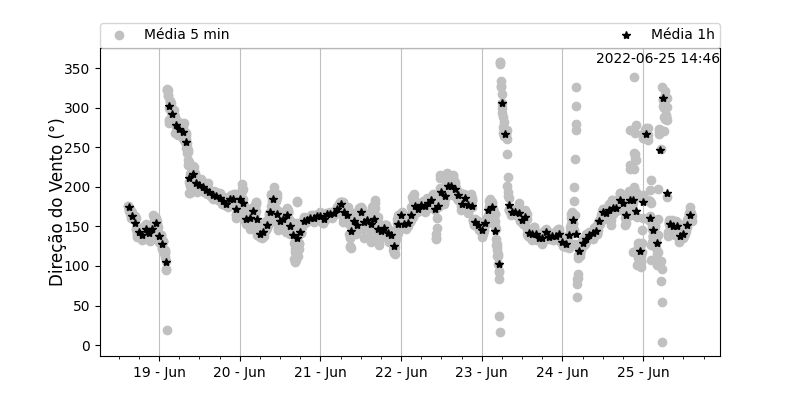 Média 5 min
Média 1h
2022-06-25 14:46
Direção do Vento (°)
350
300
250
200
150
100
50
0
19 - Jun
20 - Jun
21 - Jun
22 - Jun
23 - Jun
24 - Jun
25 - Jun